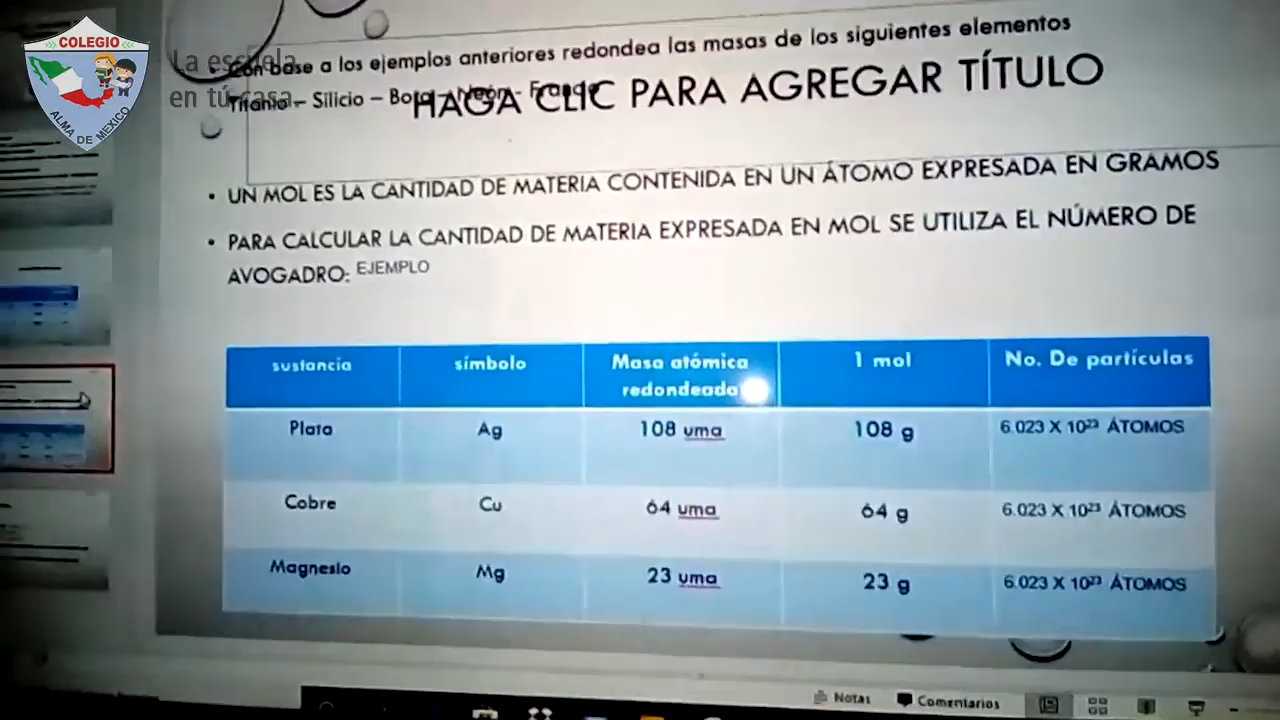 COLEGIO
ALMA DE MEXICO
La escuela
en tú casa
Con base a los ejemplos anteriores redondea las masas de los siguientes elementos
Titanio – Silicio – Boro – Neón - Francio
HAGA CLIC PARA AGREGAR TÍTULO
• UN MOL ES LA CANTIDAD DE MATERIA CONTENIDA EN UN ÁTOMO EXPRESADA EN GRAMOS
• PARA CALCULAR LA CANTIDAD DE MATERIA EXPRESADA EN MOL SE UTILIZA EL NÚMERO DE
AVOGADRO: EJEMPLO
sustancia símbolo Masa atómica 1 mol No. De partículas
redondeada
Plata Ag 108 uma 108 g 6.023 X 10²³ ÁTOMOS
Cobre Cu 64 uma 64 g 6.023 X 10²³ ÁTOMOS
Magnesio Mg 23 uma 23 g 6.023 X 10²³ ÁTOMOS
Notas Comentarios